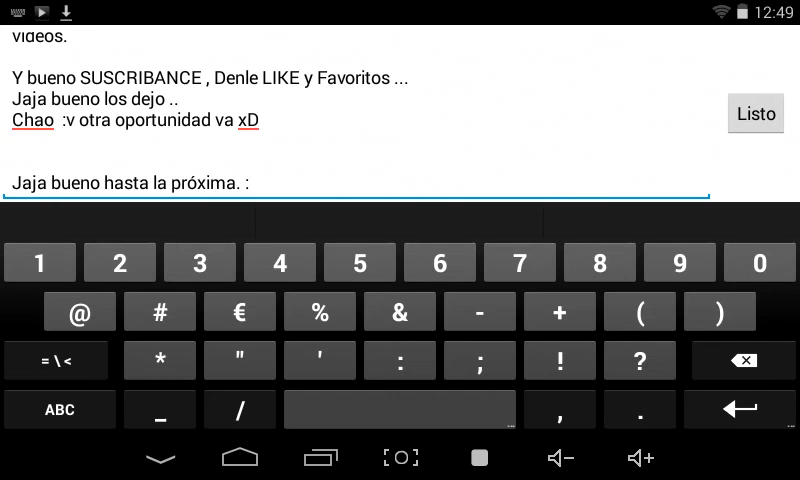 12:49
videos.
Y bueno SUSCRIBANCE , Denle LIKE y Favoritos ...
Jaja bueno los dejo ..
Chao :v otra oportunidad va xD
Listo
Jaja bueno hasta la próxima. :
1 2 3 4 5 6 7 8 9 0
@ # € % & - + ( )
= \ < * " ' : ; ! ?
ABC _ / , .